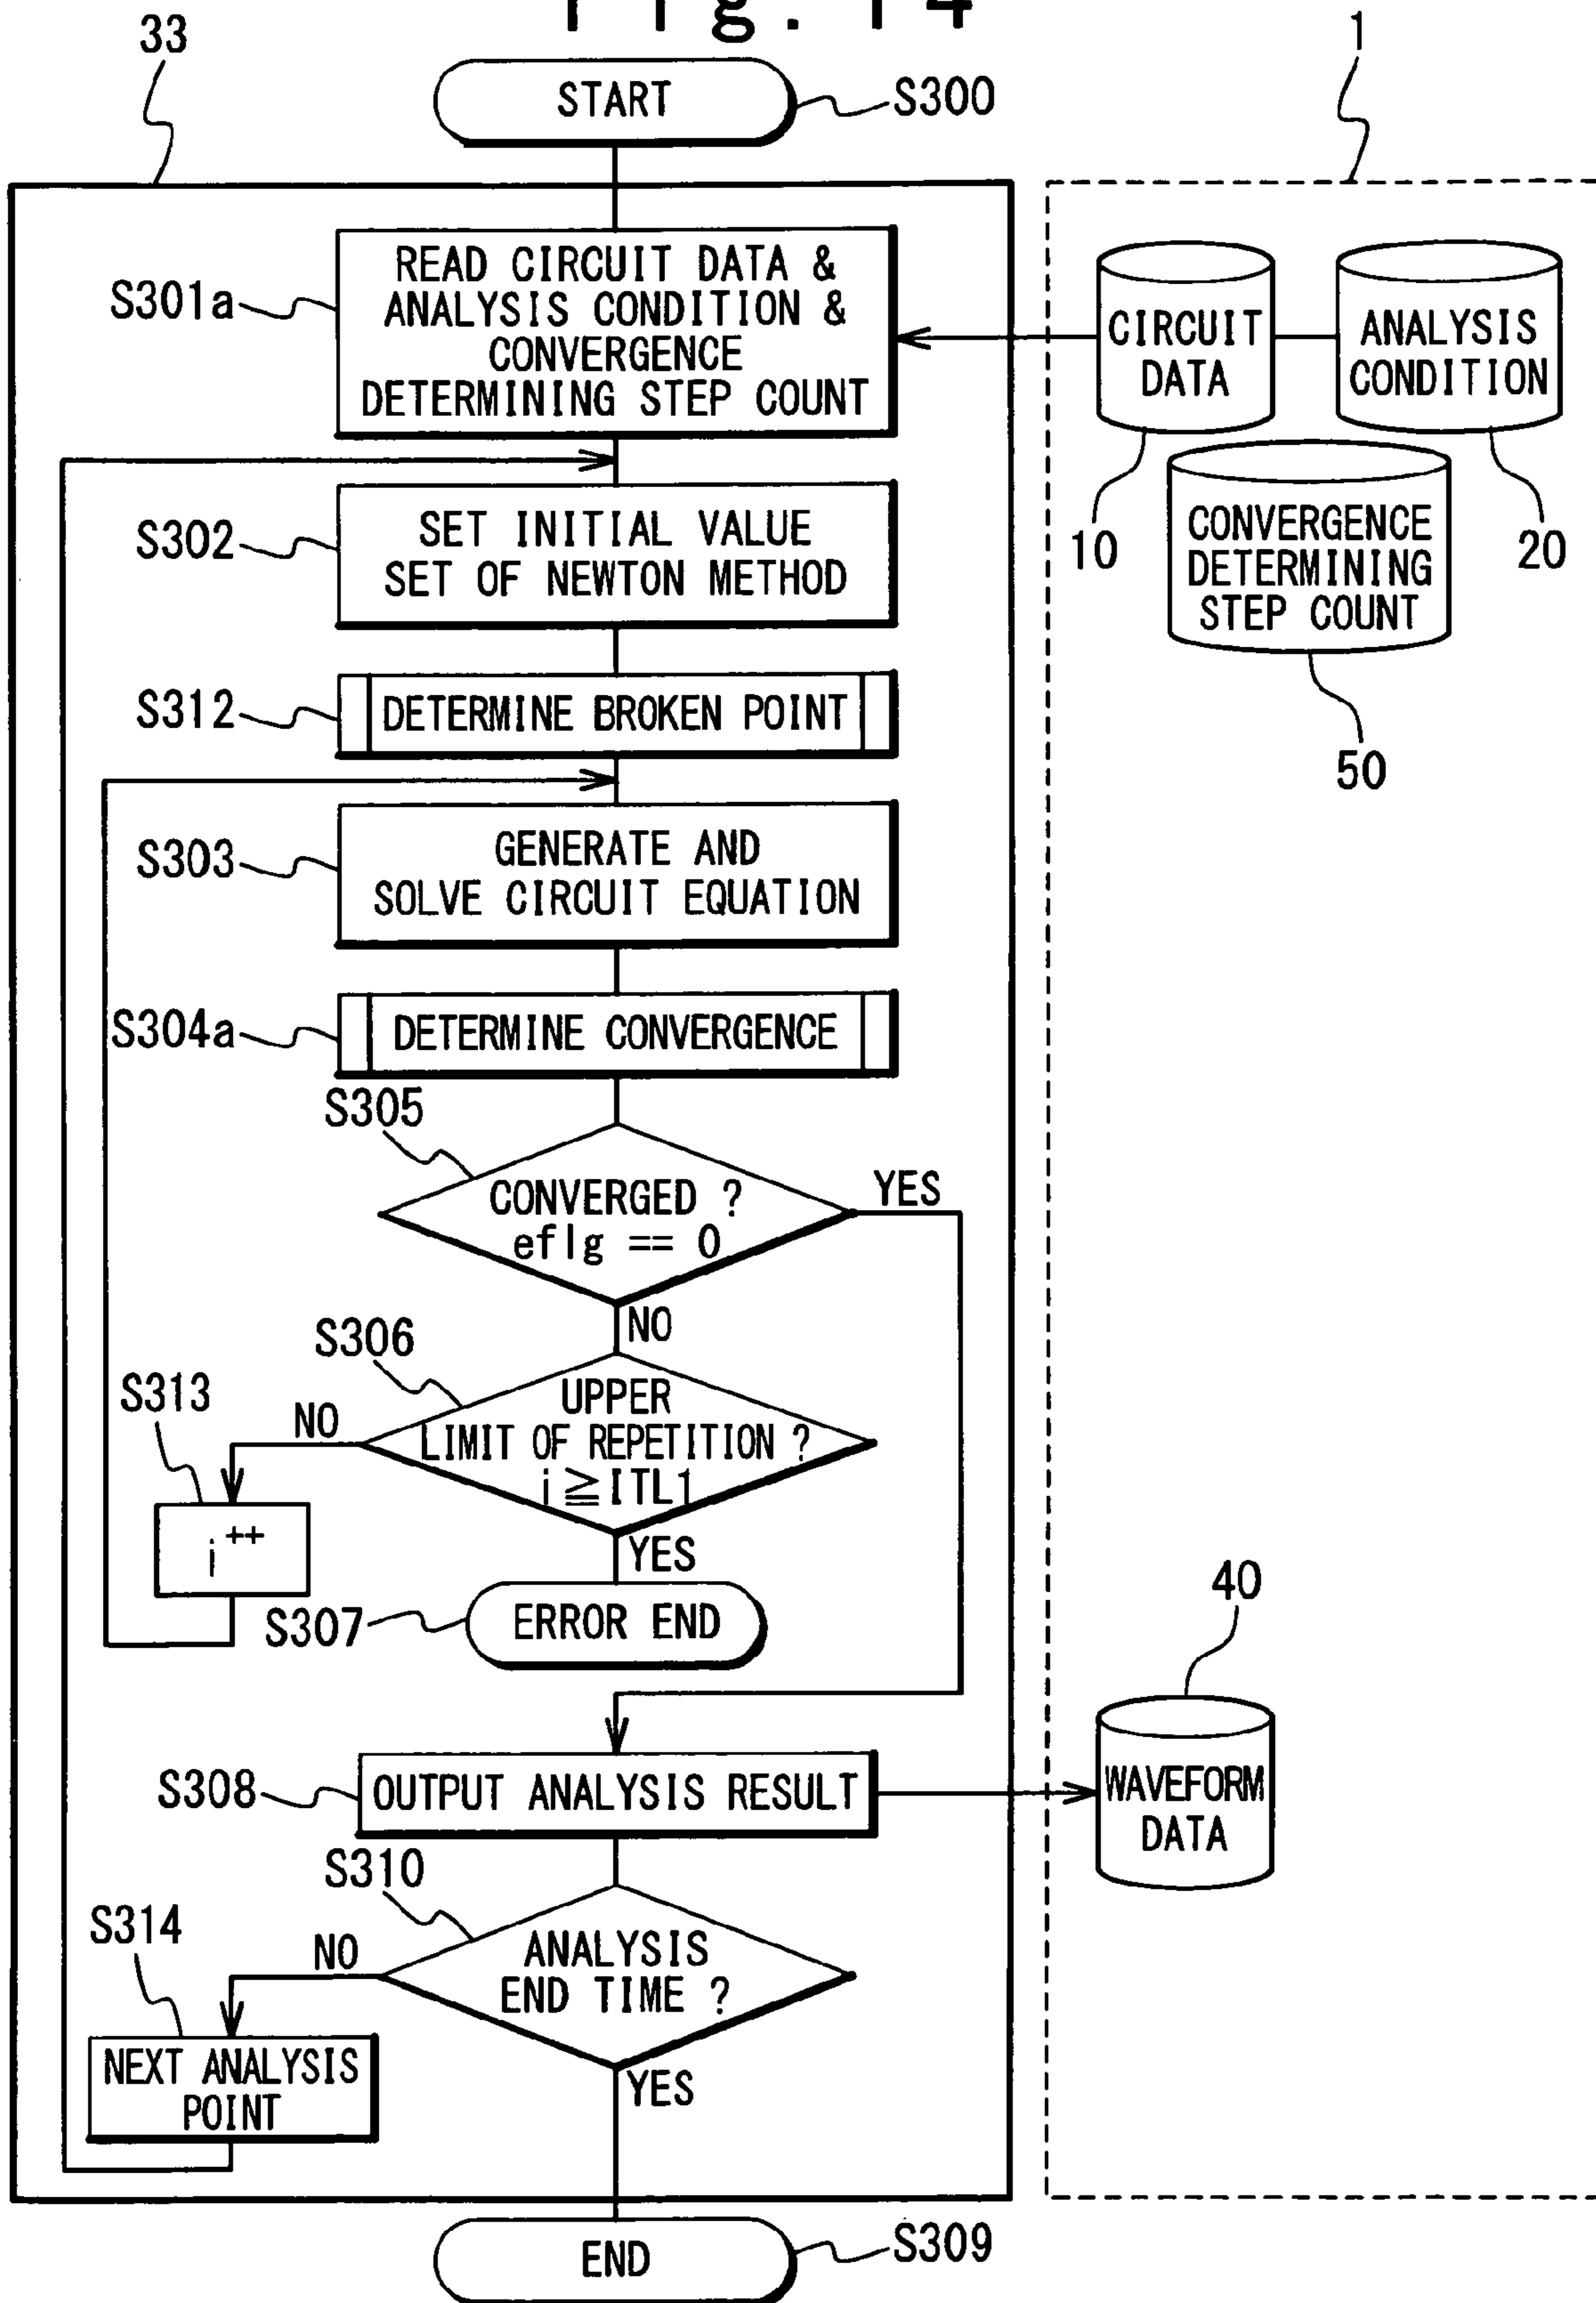 Fig. 14
33
1
START
S300
READ CIRCUIT DATA &
ANALYSIS CONDITION &
CONVERGENCE
DETERMINING STEP COUNT
S301a
CIRCUIT
DATA
ANALYSIS
CONDITION
10
20
CONVERGENCE
DETERMINING
STEP COUNT
50
S302
SET INITIAL VALUE
SET OF NEWTON METHOD
S312
DETERMINE BROKEN POINT
S303
GENERATE AND
SOLVE CIRCUIT EQUATION
S304a
DETERMINE CONVERGENCE
S305
CONVERGED ?
eflg == 0
YES
NO
S306
UPPER
LIMIT OF REPETITION ?
i ≧ ITL1
NO
S313
i ++
YES
S307
ERROR END
40
S308
OUTPUT ANALYSIS RESULT
WAVEFORM
DATA
S310
ANALYSIS
END TIME ?
NO
S314
NEXT ANALYSIS
POINT
YES
END
S309